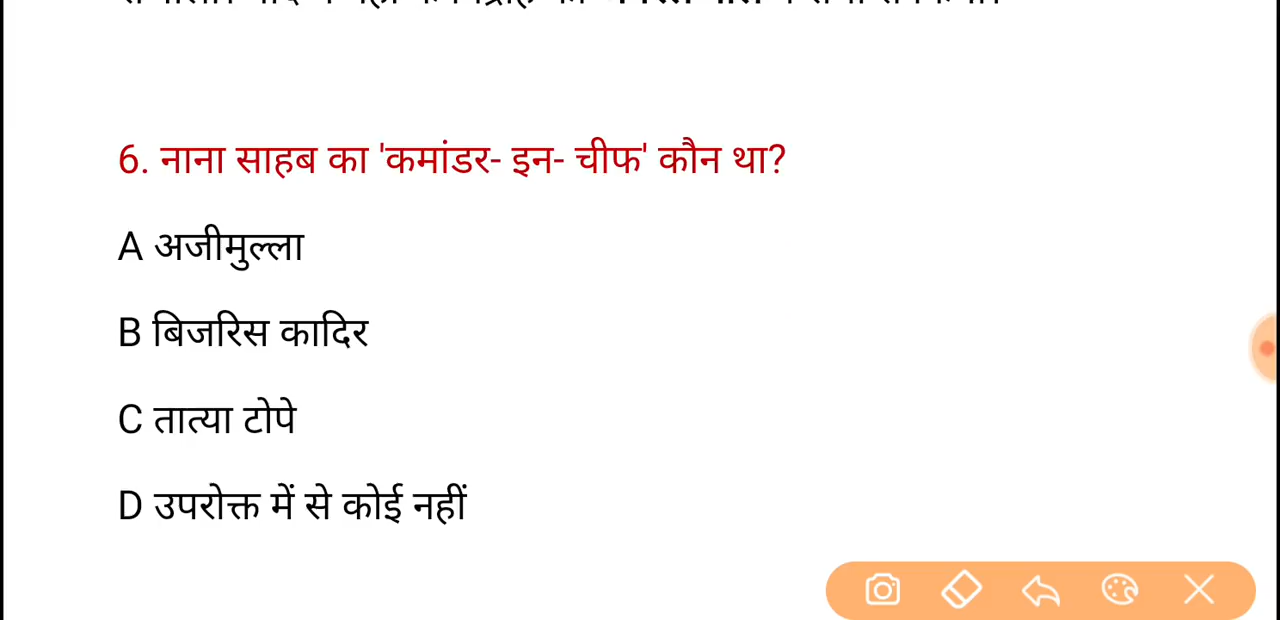 6. नाना साहब का 'कमांडर- इन- चीफ' कौन था?
A अजीमुल्ला
B बिजरिस कादिर
C तात्या टोपे
D उपरोक्त में से कोई नहीं